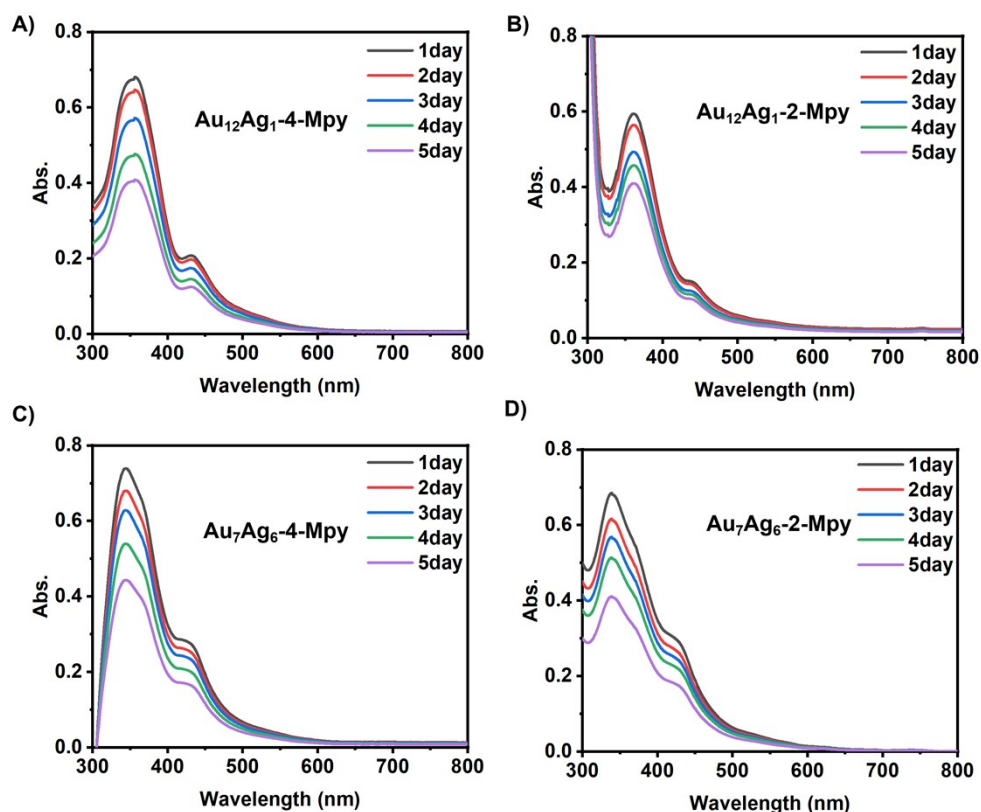 A)
0.8
0.6
0.4
0.2
0.0
Abs.
300 400 500 600 700 800
Wavelength (nm)
Au₁₂Ag₁-4-Mpy
1day
2day
3day
4day
5day
B)
0.8
0.6
0.4
0.2
0.0
Abs.
300 400 500 600 700 800
Wavelength (nm)
Au₁₂Ag₁-2-Mpy
1day
2day
3day
4day
5day
C)
0.8
0.6
0.4
0.2
0.0
Abs.
300 400 500 600 700 800
Wavelength (nm)
Au₇Ag₆-4-Mpy
1day
2day
3day
4day
5day
D)
0.8
0.6
0.4
0.2
0.0
Abs.
300 400 500 600 700 800
Wavelength (nm)
Au₇Ag₆-2-Mpy
1day
2day
3day
4day
5day